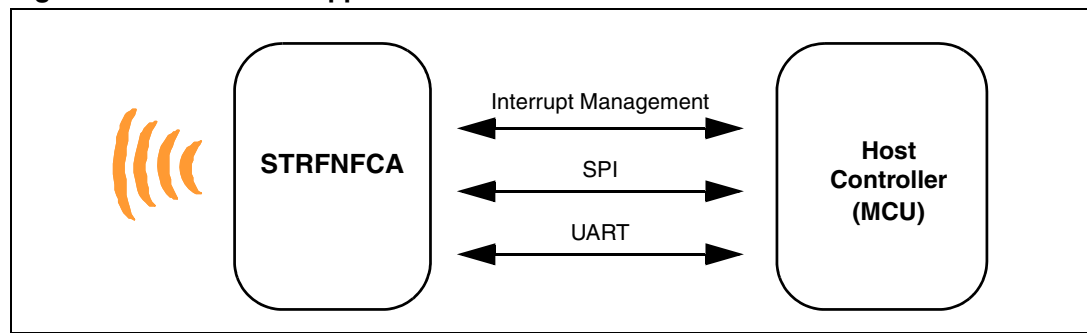 STRFNFCA
Interrupt Management
SPI
UART
Host
Controller
(MCU)